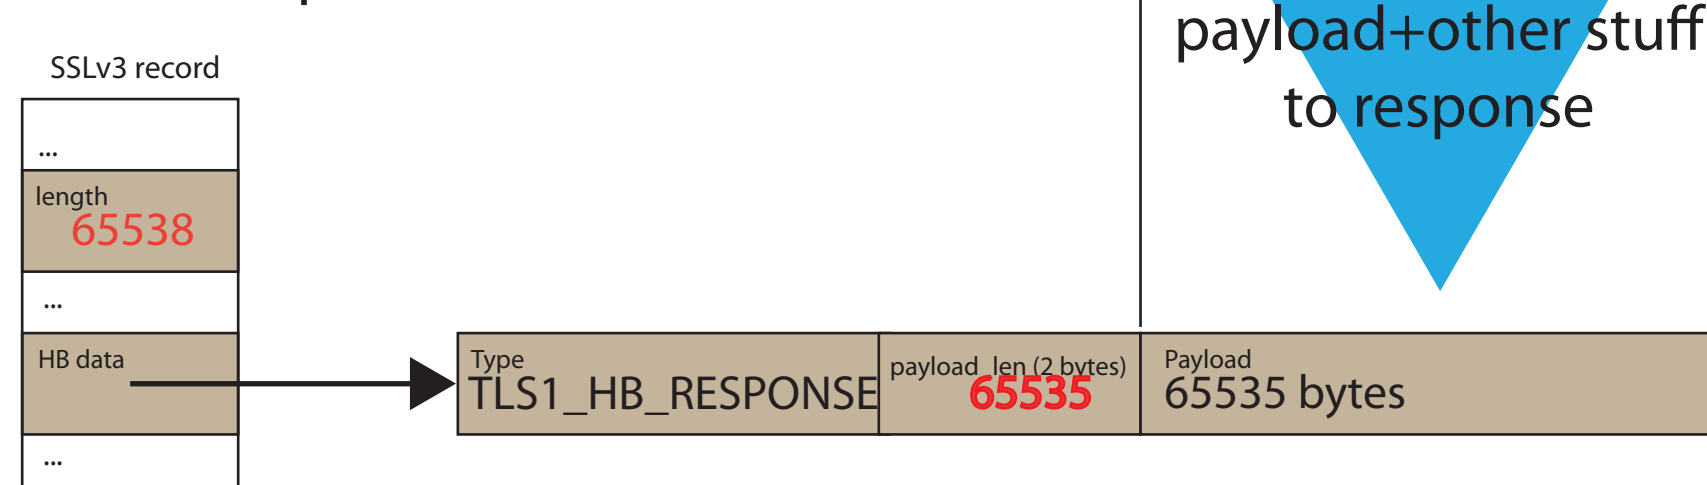 payload+other stuff
to response
SSLv3 record
...
length
65538
...
HB data
Type
TLS1_HB_RESPONSE
payload_len (2 bytes)
65535
Payload
65535 bytes
...